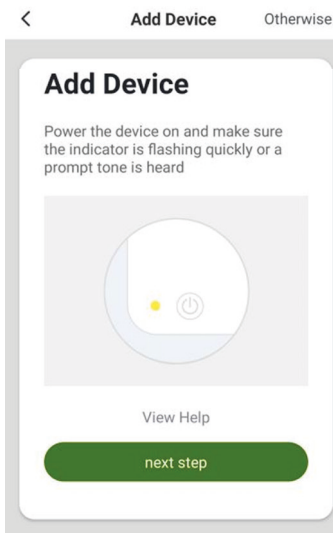 Add Device
Otherwise
Add Device
Power the device on and make sure
the indicator is flashing quickly or a
prompt tone is heard
View Help
next step